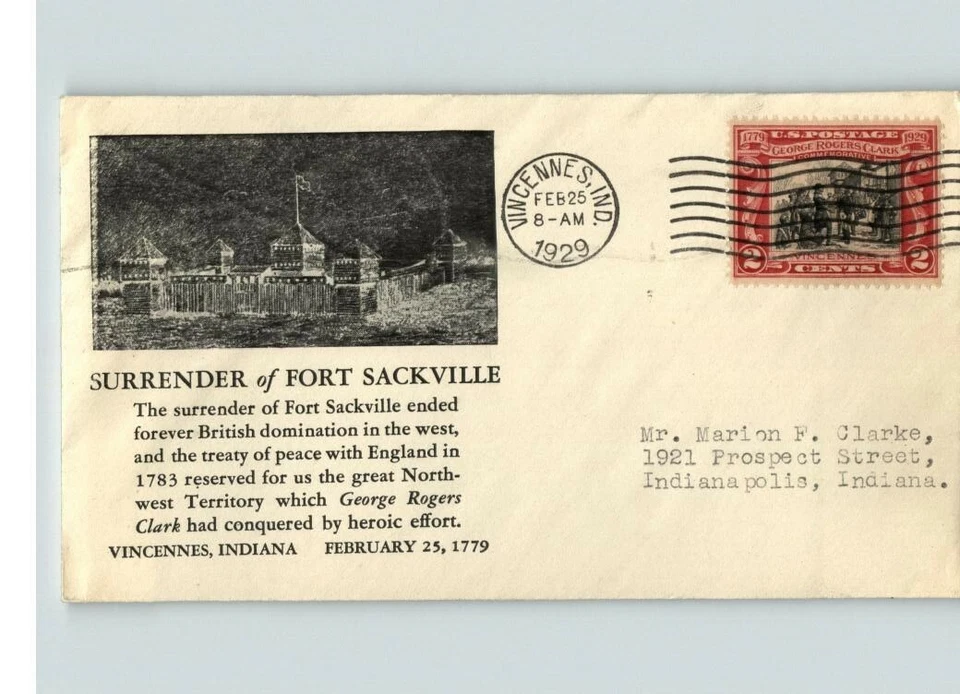 SURRENDER of FORT SACKVILLE
The surrender of Fort Sackville ended
forever British domination in the west,
and the treaty of peace with England in
1783 reserved for us the great North-
west Territory which George Rogers
Clark had conquered by heroic effort.
VINCENNES, INDIANA FEBRUARY 25, 1779
VINCENNES, IND.
FEB 25
8-AM
1929
1779 U.S. POSTAGE 1929
GEORGE ROGERS CLARK
COMMEMORATIVE
VINCENNES
2 CENTS 2
Mr. Marion F. Clarke,
1921 Prospect Street,
Indianapolis, Indiana.